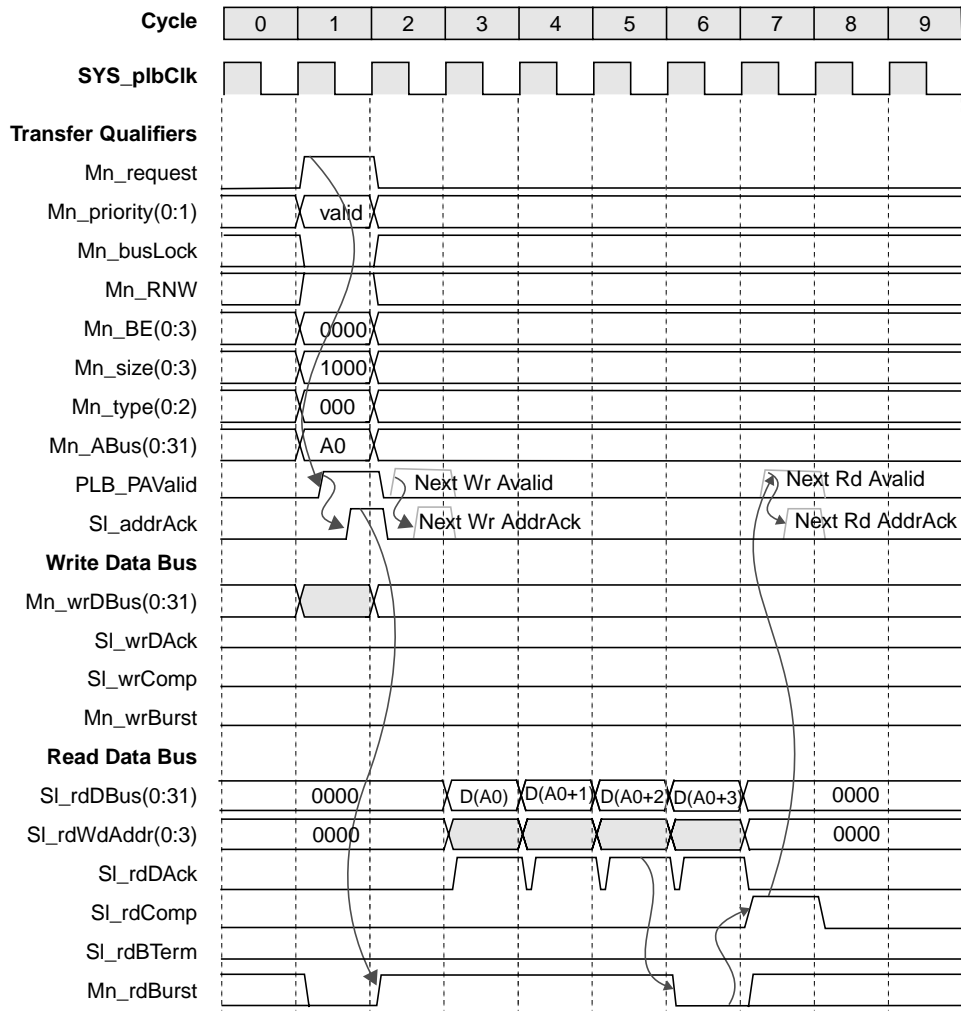 Cycle 0 1 2 3 4 5 6 7 8 9
SYS_plbClk
Transfer Qualifiers
Mn_request
Mn_priority(0:1) valid
Mn_busLock
Mn_RNW
Mn_BE(0:3) 0000
Mn_size(0:3) 1000
Mn_type(0:2) 000
Mn_ABus(0:31) A0
PLB_PAValid Next Wr Avalid Next Rd Avalid
Sl_addrAck Next Wr AddrAck Next Rd AddrAck
Write Data Bus
Mn_wrDBus(0:31)
Sl_wrDAck
Sl_wrComp
Mn_wrBurst
Read Data Bus
Sl_rdDBus(0:31) 0000 D(A0) D(A0+1) D(A0+2) D(A0+3) 0000
Sl_rdWdAddr(0:3) 0000 0000
Sl_rdDAck
Sl_rdComp
Sl_rdBTerm
Mn_rdBurst